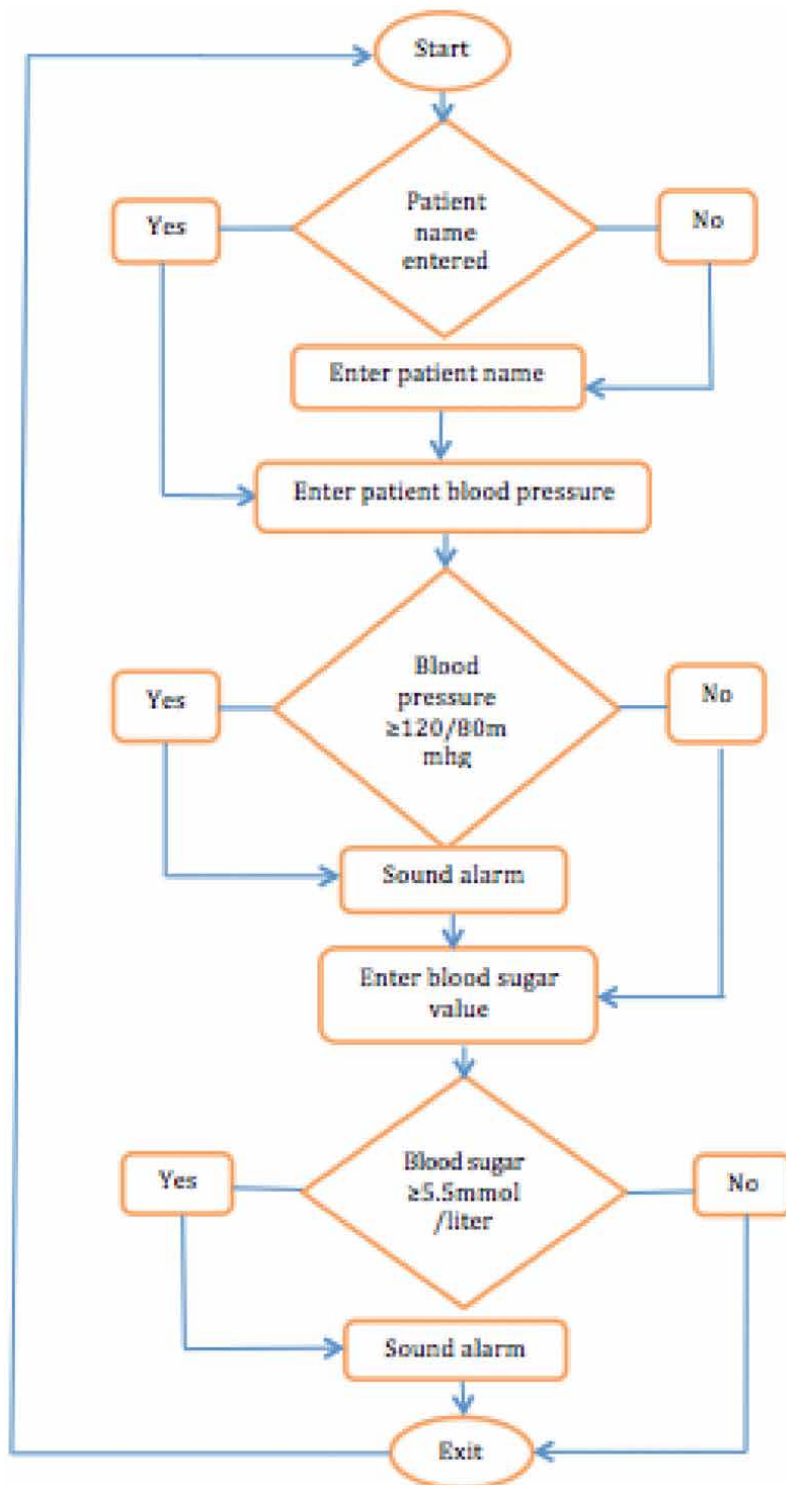 Start
Patient
name
entered
Yes
No
Enter patient name
Enter patient blood pressure
Blood
pressure
≥120/80m
mhg
Yes
No
Sound alarm
Enter blood sugar
value
Blood sugar
≥5.5mmol
/liter
Yes
No
Sound alarm
Exit